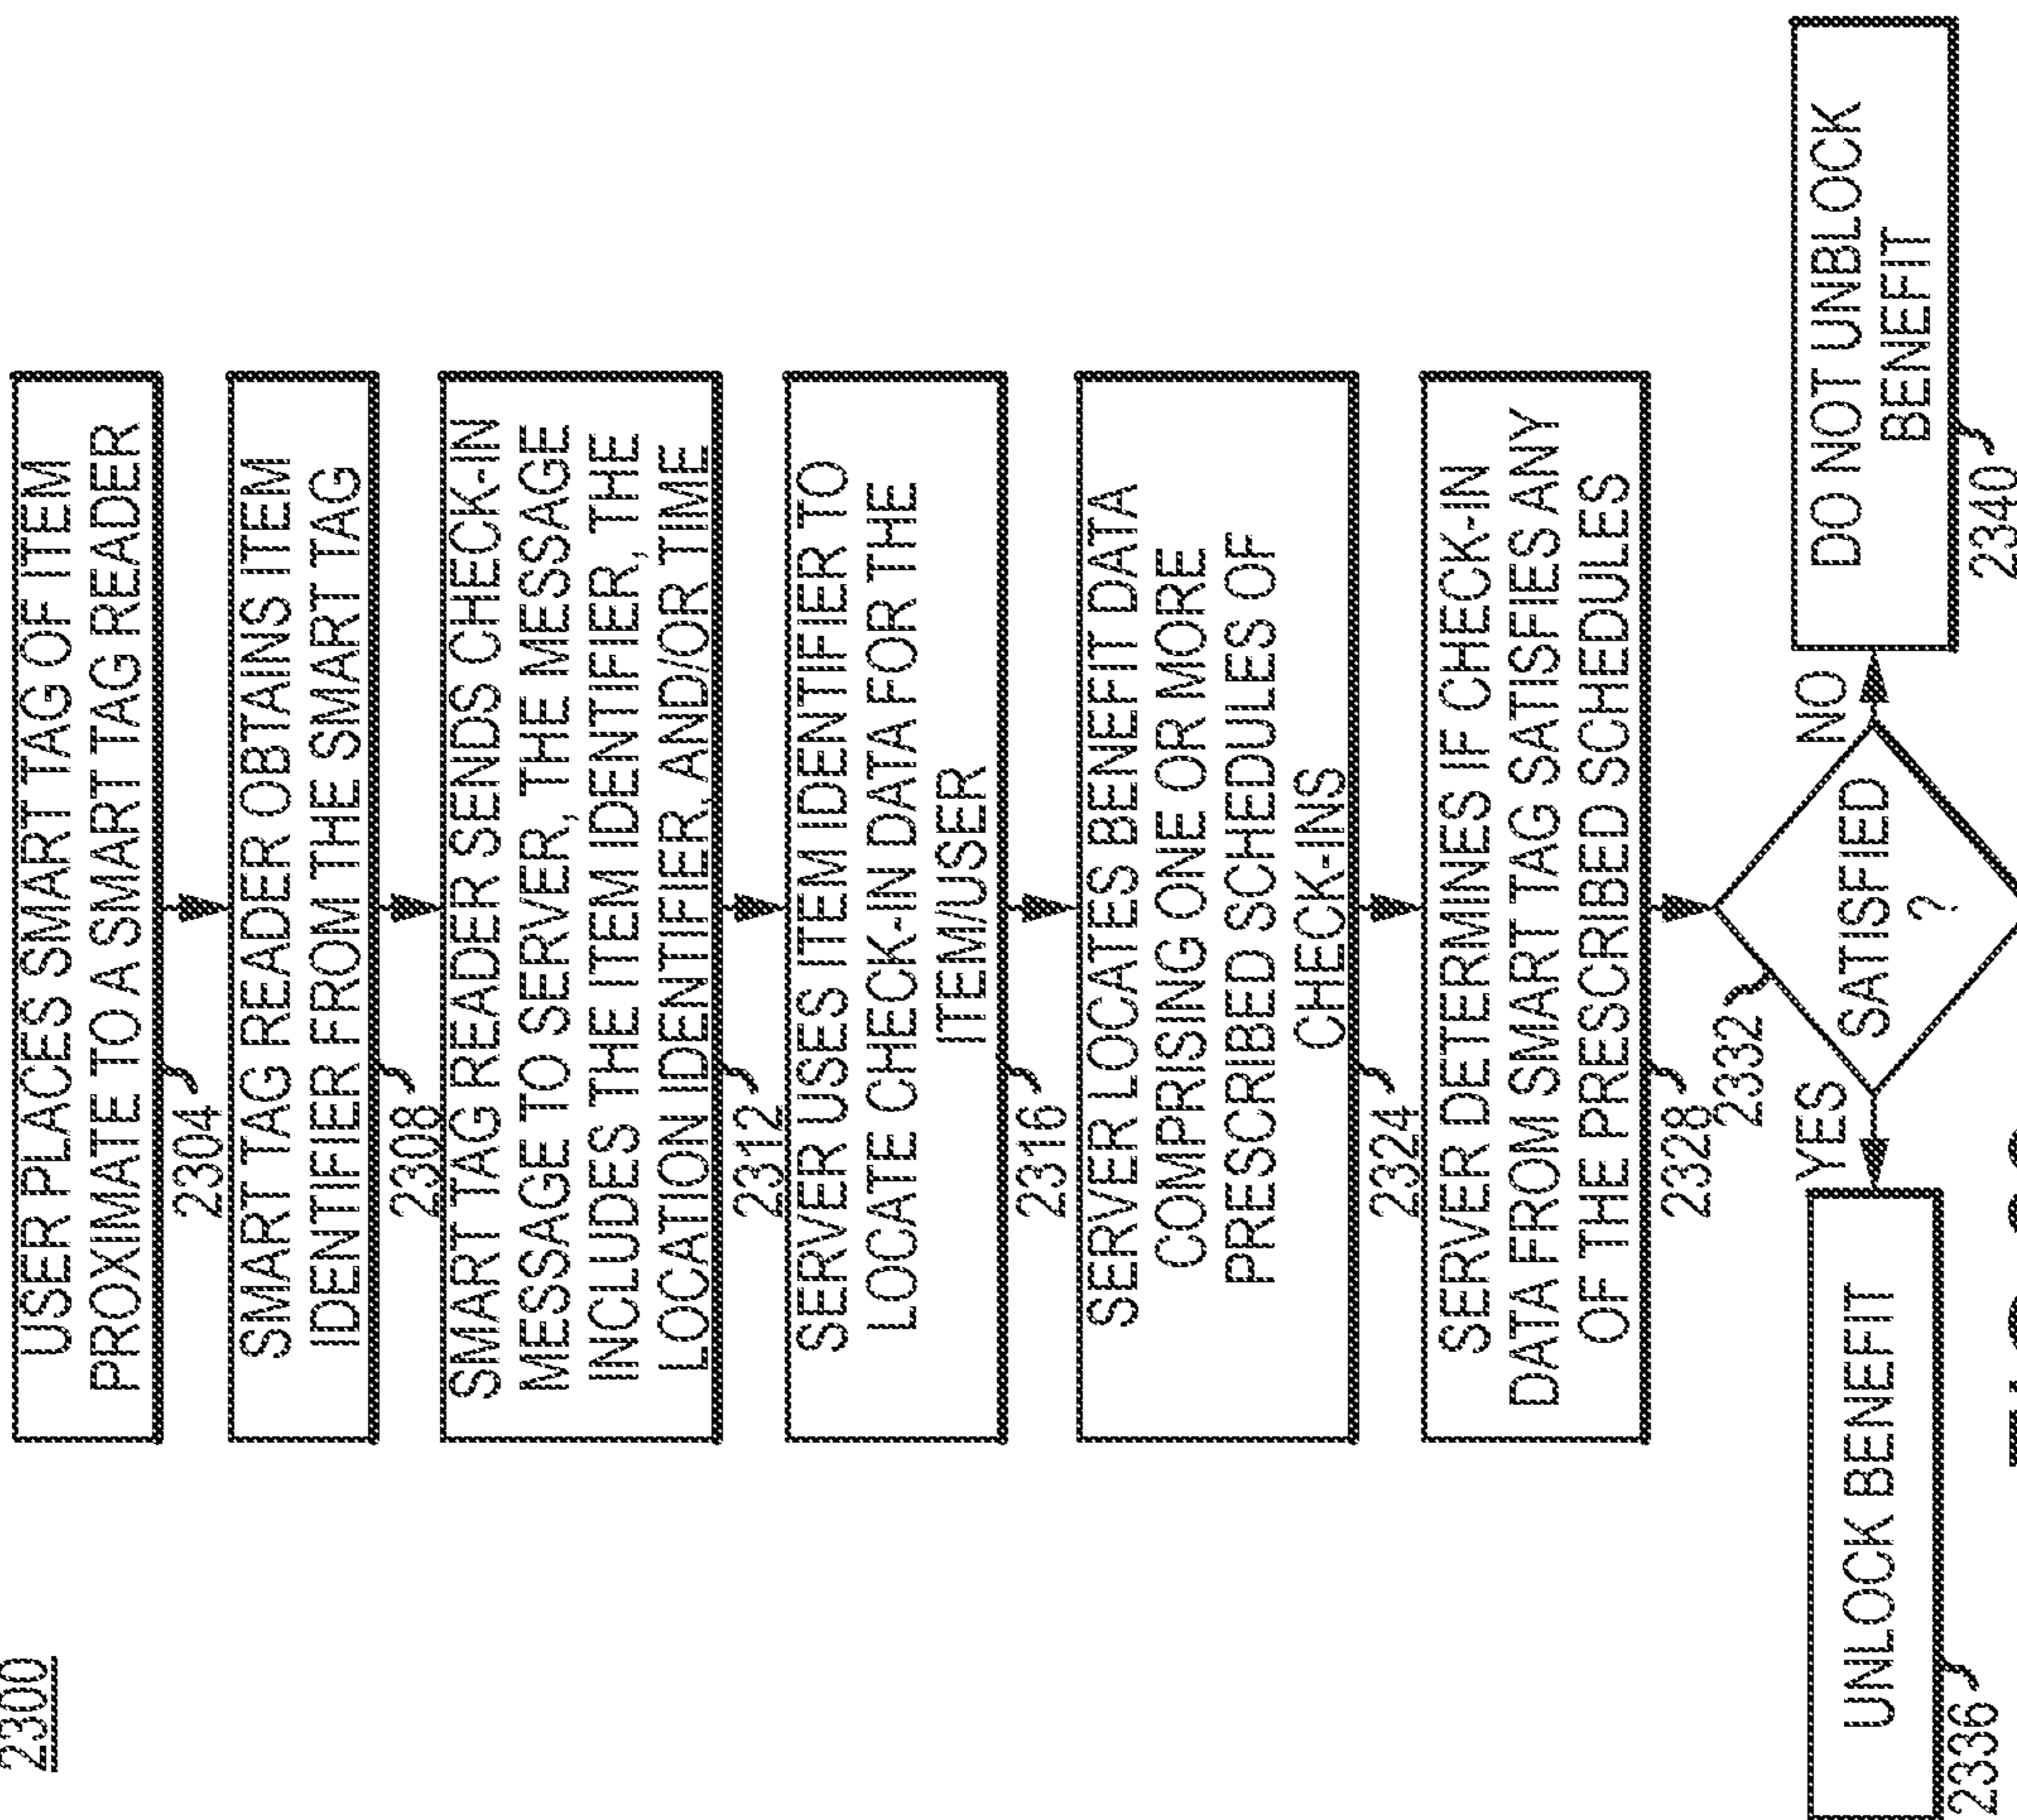 2300
USER PLACES SMART TAG OF ITEM
PROXIMATE TO A SMART TAG READER
2304
SMART TAG READER OBTAINS ITEM
IDENTIFIER FROM THE SMART TAG
2308
SMART TAG READER SENDS CHECK-IN
MESSAGE TO SERVER, THE MESSAGE
INCLUDES THE ITEM IDENTIFIER, THE
LOCATION IDENTIFIER, AND/OR TIME
2312
SERVER USES ITEM IDENTIFIER TO
LOCATE CHECK-IN DATA FOR THE
ITEM/USER
2316
SERVER LOCATES BENEFIT DATA
COMPRISING ONE OR MORE
PRESCRIBED SCHEDULES OF
CHECK-INS
2324
SERVER DETERMINES IF CHECK-IN
DATA FROM SMART TAG SATISFIES ANY
OF THE PRESCRIBED SCHEDULES
2328
2332
YES
SATISFIED
?
NO
UNLOCK BENEFIT
2336
DO NOT UNBLOCK
BENEFIT
2340